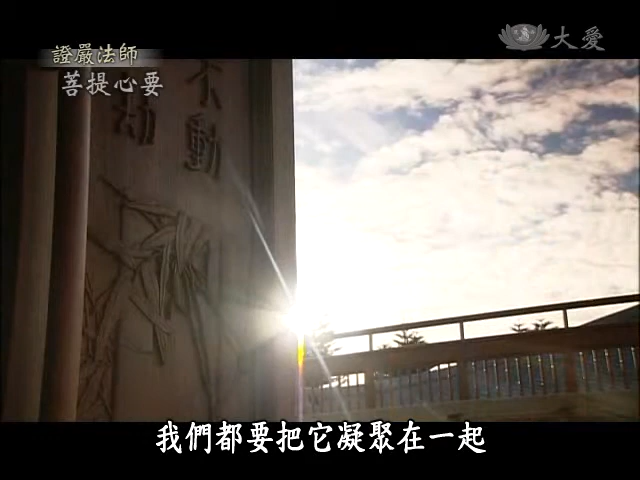 證嚴法師
菩提心要
大愛
不動
劫
我們都要把它凝聚在一起